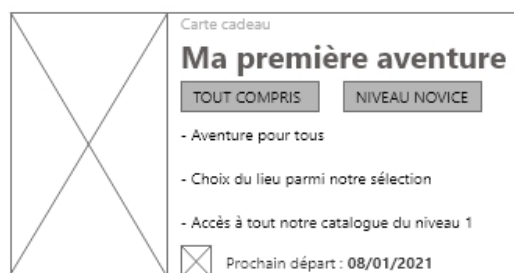 Carte cadeau
Ma première aventure
TOUT COMPRIS NIVEAU NOVICE
- Aventure pour tous
- Choix du lieu parmi notre sélection
- Accès à tout notre catalogue du niveau 1
Prochain départ : 08/01/2021